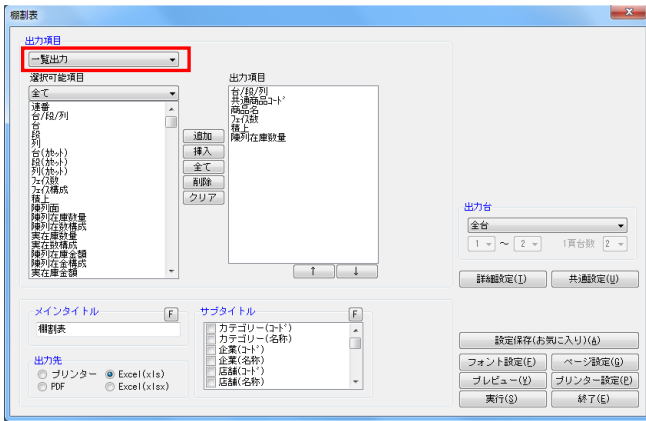 棚割表
出力項目
一覧出力
選択可能項目
全て
連番
台/段/列
台
段
列
台(ｶｾｯﾄ)
段(ｶｾｯﾄ)
列(ｶｾｯﾄ)
ﾌｪｲｽ数
ﾌｪｲｽ構成
積上
陳列面
陳列在庫数量
陳列在数構成
実在庫数量
実在数構成
陳列在庫金額
陳列在金構成
実在庫金額
追加
挿入
全て
削除
クリア
出力項目
台/段/列
共通商品ｺｰﾄﾞ
商品名
ﾌｪｲｽ数
積上
陳列在庫数量
↑
↓
出力台
全台
1 ～ 2 1頁台数 2
詳細設定(I)
共通設定(U)
メインタイトル
F
棚割表
出力先
プリンター
Excel(xls)
PDF
Excel(xlsx)
サブタイトル
F
カテゴリー(ｺｰﾄﾞ)
カテゴリー(名称)
企業(ｺｰﾄﾞ)
企業(名称)
店舗(ｺｰﾄﾞ)
店舗(名称)
設定保存(お気に入り)(A)
フォント設定(F)
ページ設定(G)
プレビュー(V)
プリンター設定(P)
実行(S)
終了(E)